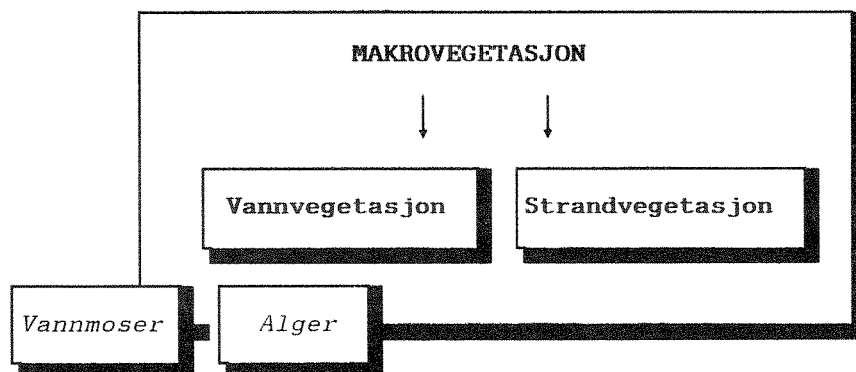 MAKROVEGETASJON
Vannvegetasjon
Strandvegetasjon
Vannmoser
Alger